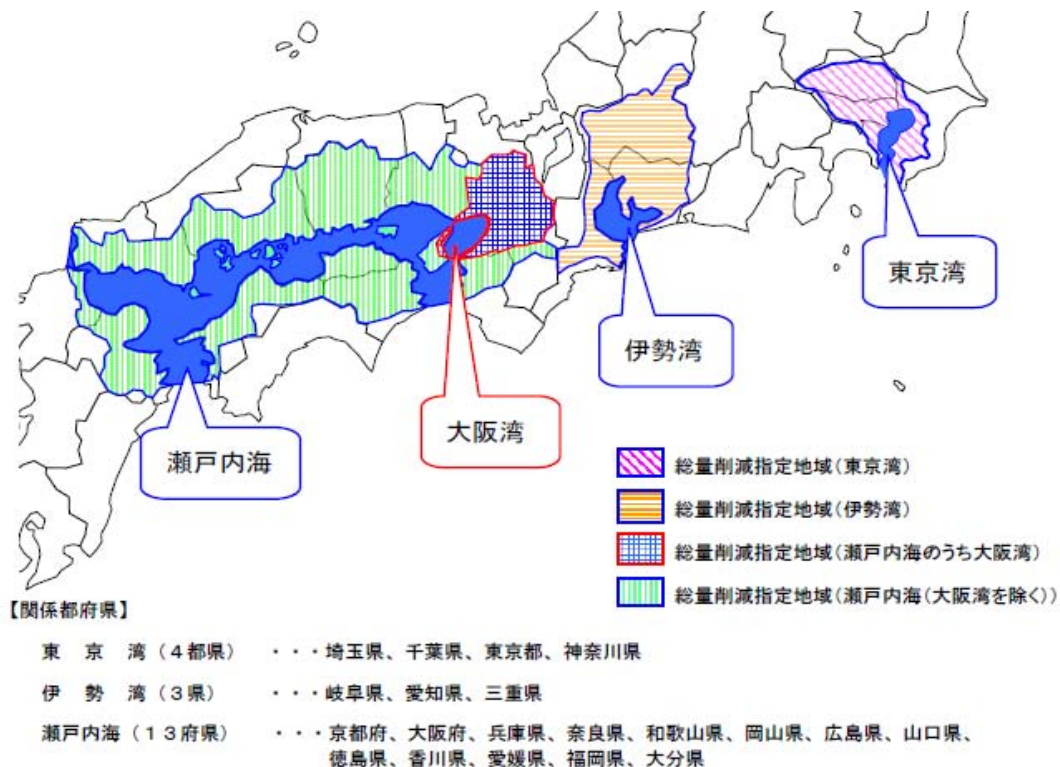 東京湾
伊勢湾
大阪湾
瀬戸内海
総量削減指定地域(東京湾)
総量削減指定地域(伊勢湾)
総量削減指定地域(瀬戸内海のうち大阪湾)
総量削減指定地域(瀬戸内海(大阪湾を除く))
【関係都府県】
東 京 湾(4都県) ・・・埼玉県、千葉県、東京都、神奈川県
伊 勢 湾(3県) ・・・岐阜県、愛知県、三重県
瀬戸内海(13府県) ・・・京都府、大阪府、兵庫県、奈良県、和歌山県、岡山県、広島県、山口県、
徳島県、香川県、愛媛県、福岡県、大分県